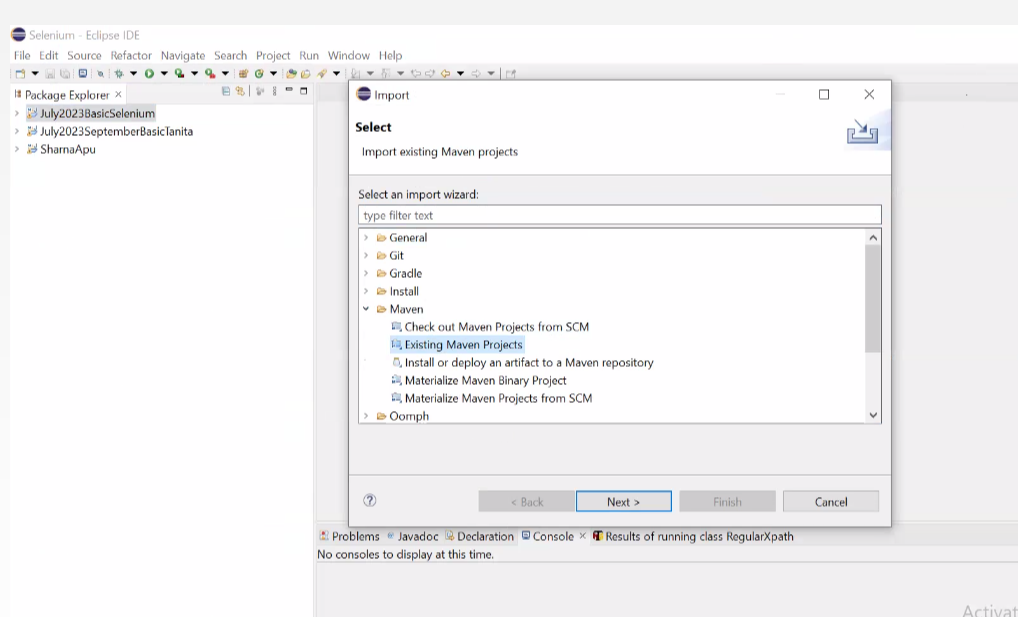 Selenium - Eclipse IDE
File Edit Source Refactor Navigate Search Project Run Window Help
Package Explorer
July2023BasicSelenium
July2023SeptemberBasicTanita
SharnaApu
Import
Select
Import existing Maven projects
Select an import wizard:
type filter text
General
Git
Gradle
Install
Maven
Check out Maven Projects from SCM
Existing Maven Projects
Install or deploy an artifact to a Maven repository
Materialize Maven Binary Project
Materialize Maven Projects from SCM
Oomph
< Back Next > Finish Cancel
Problems Javadoc Declaration Console Results of running class RegularXpath
No consoles to display at this time.
Activat